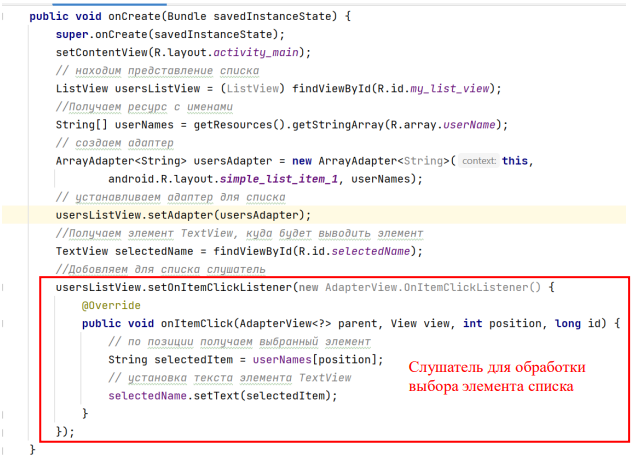 public void onCreate(Bundle savedInstanceState) {
super.onCreate(savedInstanceState);
setContentView(R.layout.activity_main);
// находим представление списка
ListView usersListView = (ListView) findViewById(R.id.my_list_view);
//Получаем ресурс с именами
String[] userNames = getResources().getStringArray(R.array.userName);
// создаем адаптер
ArrayAdapter<String> usersAdapter = new ArrayAdapter<String>( context: this,
android.R.layout.simple_list_item_1, userNames);
// устанавливаем адаптер для списка
usersListView.setAdapter(usersAdapter);
//Получаем элемент TextView, куда будет выводить элемент
TextView selectedName = findViewById(R.id.selectedName);
//Добовляем для списка слушатель
usersListView.setOnItemClickListener(new AdapterView.OnItemClickListener() {
@Override
public void onItemClick(AdapterView<?> parent, View view, int position, long id) {
// по позиции получаем выбранный элемент
String selectedItem = userNames[position];
// установка текста элемента TextView
selectedName.setText(selectedItem);
}
});
}
Слушатель для обработки
выбора элемента списка